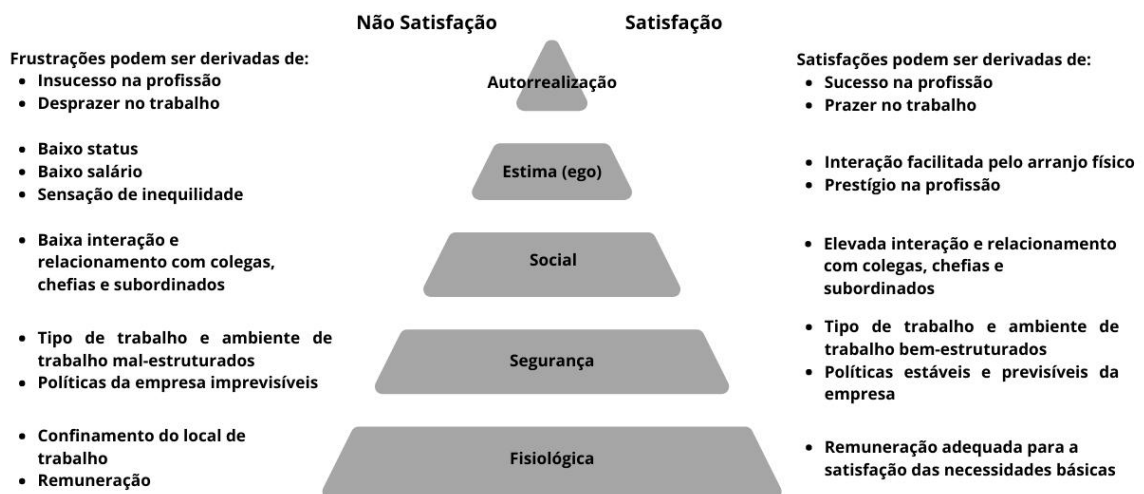 Não Satisfação
Satisfação
Frustrações podem ser derivadas de:
• Insucesso na profissão
• Desprazer no trabalho
Autorrealização
Satisfações podem ser derivadas de:
• Sucesso na profissão
• Prazer no trabalho
• Baixo status
• Baixo salário
• Sensação de inequilidade
Estima (ego)
• Interação facilitada pelo arranjo físico
• Prestígio na profissão
• Baixa interação e
relacionamento com colegas,
chefias e subordinados
Social
• Elevada interação e relacionamento
com colegas, chefias e
subordinados
• Tipo de trabalho e ambiente de
trabalho mal-estruturados
• Políticas da empresa imprevisíveis
Segurança
• Tipo de trabalho e ambiente de
trabalho bem-estruturados
• Políticas estáveis e previsíveis da
empresa
• Confinamento do local de
trabalho
• Remuneração
Fisiológica
• Remuneração adequada para a
satisfação das necessidades básicas